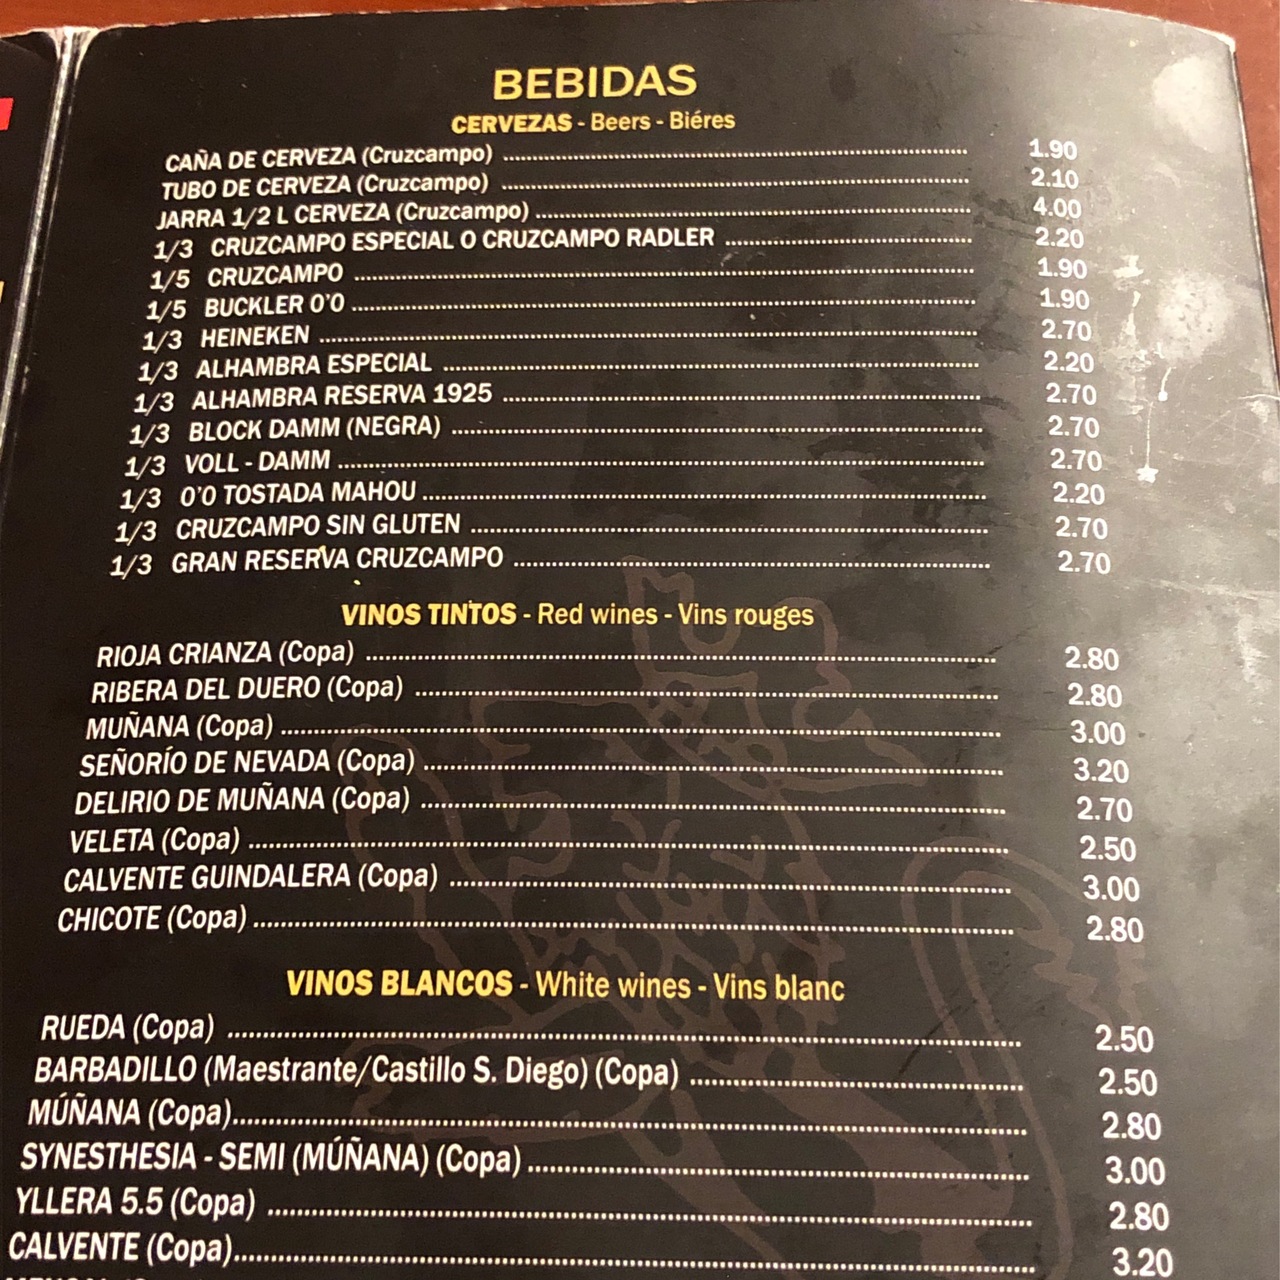 BEBIDAS
CERVEZAS - Beers - Biéres
CAÑA DE CERVEZA (Cruzcampo) 1.90
TUBO DE CERVEZA (Cruzcampo) 2.10
JARRA 1/2 L CERVEZA (Cruzcampo) 4.00
1/3 CRUZCAMPO ESPECIAL O CRUZCAMPO RADLER 2.20
1/5 CRUZCAMPO 1.90
1/5 BUCKLER 0'0 1.90
1/3 HEINEKEN 2.70
1/3 ALHAMBRA ESPECIAL 2.20
1/3 ALHAMBRA RESERVA 1925 2.70
1/3 BLOCK DAMM (NEGRA) 2.70
1/3 VOLL - DAMM 2.70
1/3 0'0 TOSTADA MAHOU 2.20
1/3 CRUZCAMPO SIN GLUTEN 2.70
1/3 GRAN RESERVA CRUZCAMPO 2.70
VINOS TINTOS - Red wines - Vins rouges
RIOJA CRIANZA (Copa) 2.80
RIBERA DEL DUERO (Copa) 2.80
MUÑANA (Copa) 3.00
SEÑORÍO DE NEVADA (Copa) 3.20
DELIRIO DE MUÑANA (Copa) 2.70
VELETA (Copa) 2.50
CALVENTE GUINDALERA (Copa) 3.00
CHICOTE (Copa) 2.80
VINOS BLANCOS - White wines - Vins blanc
RUEDA (Copa) 2.50
BARBADILLO (Maestrante/Castillo S. Diego) (Copa) 2.50
MÚÑANA (Copa) 2.80
SYNESTHESIA - SEMI (MÚÑANA) (Copa) 3.00
YLLERA 5.5 (Copa) 2.80
CALVENTE (Copa) 3.20